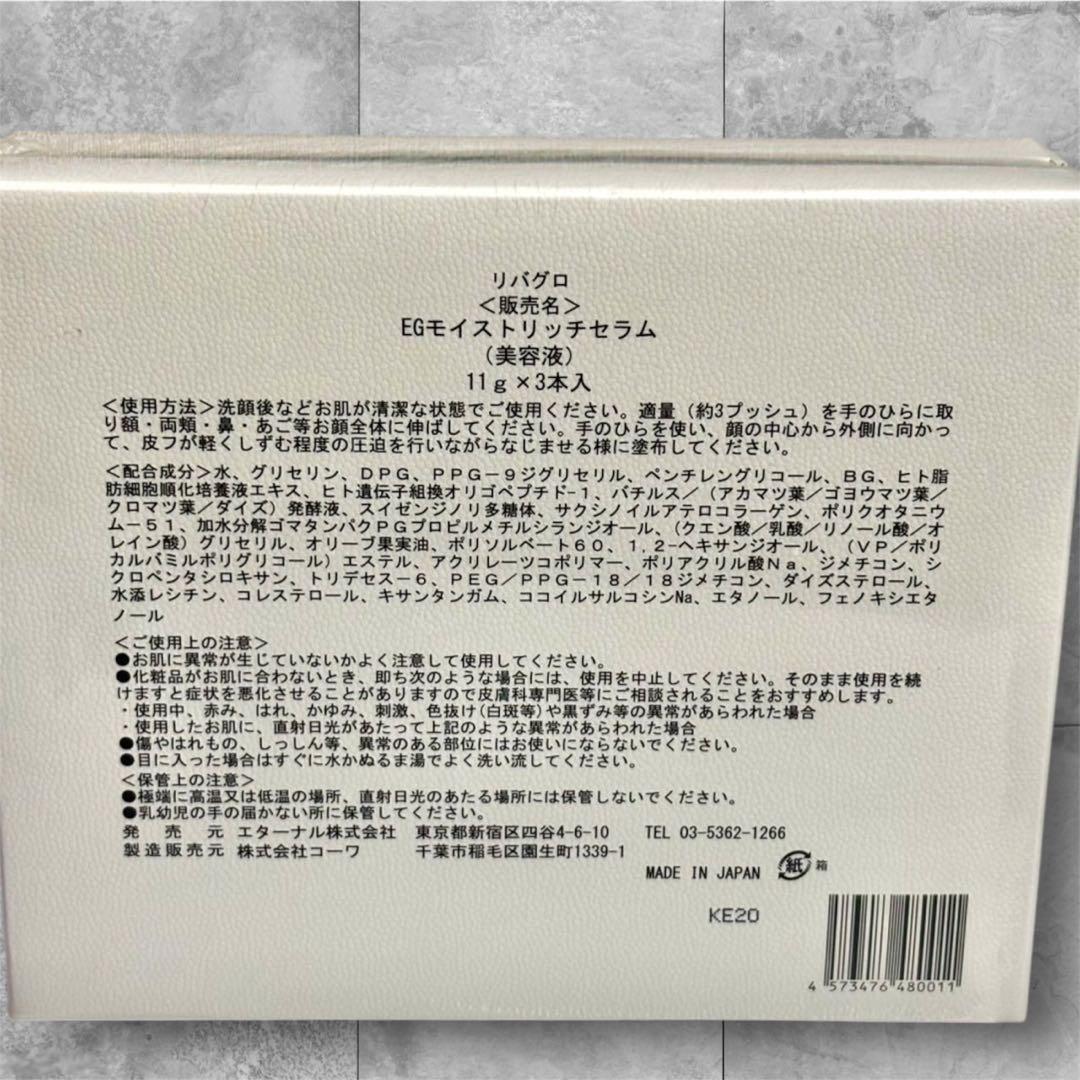 リバグロ
＜販売名＞
EGモイストリッチセラム
（美容液）
11ｇ×3本入
＜使用方法＞洗顔後などお肌が清潔な状態でご使用ください。適量（約3プッシュ）を手のひらに取
り額・両頬・鼻・あご等お顔全体に伸ばしてください。手のひらを使い、顔の中心から外側に向かっ
て、皮フが軽くしずむ程度の圧迫を行いながらなじませる様に塗布してください。
＜配合成分＞水、グリセリン、ＤＰＧ、ＰＰＧ－９ジグリセリル、ペンチレングリコール、ＢＧ、ヒト脂
肪細胞順化培養液エキス、ヒト遺伝子組換オリゴペプチド-１、バチルス／（アカマツ葉／ゴヨウマツ葉／
クロマツ葉／ダイズ）発酵液、スイゼンジノリ多糖体、サクシノイルアテロコラーゲン、ポリクオタニウ
ム－５１、加水分解ゴマタンパクＰＧプロピルメチルシランジオール、（クエン酸／乳酸／リノール酸／オ
レイン酸）グリセリル、オリーブ果実油、ポリソルベート６０、１,２-ヘキサンジオール、（ＶＰ／ポリ
カルバミルポリグリコール）エステル、アクリレーツコポリマー、ポリアクリル酸Ｎａ、ジメチコン、シ
クロペンタシロキサン、トリデセス－６、ＰＥＧ／ＰＰＧ－１８／１８ジメチコン、ダイズステロール、
水添レシチン、コレステロール、キサンタンガム、ココイルサルコシンNa、エタノール、フェノキシエタ
ノール
＜ご使用上の注意＞
●お肌に異常が生じていないかよく注意して使用してください。
●化粧品がお肌に合わないとき、即ち次のような場合には、使用を中止してください。そのまま使用を続
けますと症状を悪化させることがありますので皮膚科専門医等にご相談されることをおすすめします。
・使用中、赤み、はれ、かゆみ、刺激、色抜け(白斑等)や黒ずみ等の異常があらわれた場合
・使用したお肌に、直射日光があたって上記のような異常があらわれた場合
●傷やはれもの、しっしん等、異常のある部位にはお使いにならないでください。
●目に入った場合はすぐに水かぬるま湯でよく洗い流してください。
＜保管上の注意＞
●極端に高温又は低温の場所、直射日光のあたる場所には保管しないでください。
●乳幼児の手の届かない所に保管してください。
発売元 エターナル株式会社 東京都新宿区四谷4-6-10 TEL 03-5362-1266
製造販売元 株式会社コーワ 千葉市稲毛区園生町1339-1
MADE IN JAPAN 紙 箱
KE20
4 573476 480011